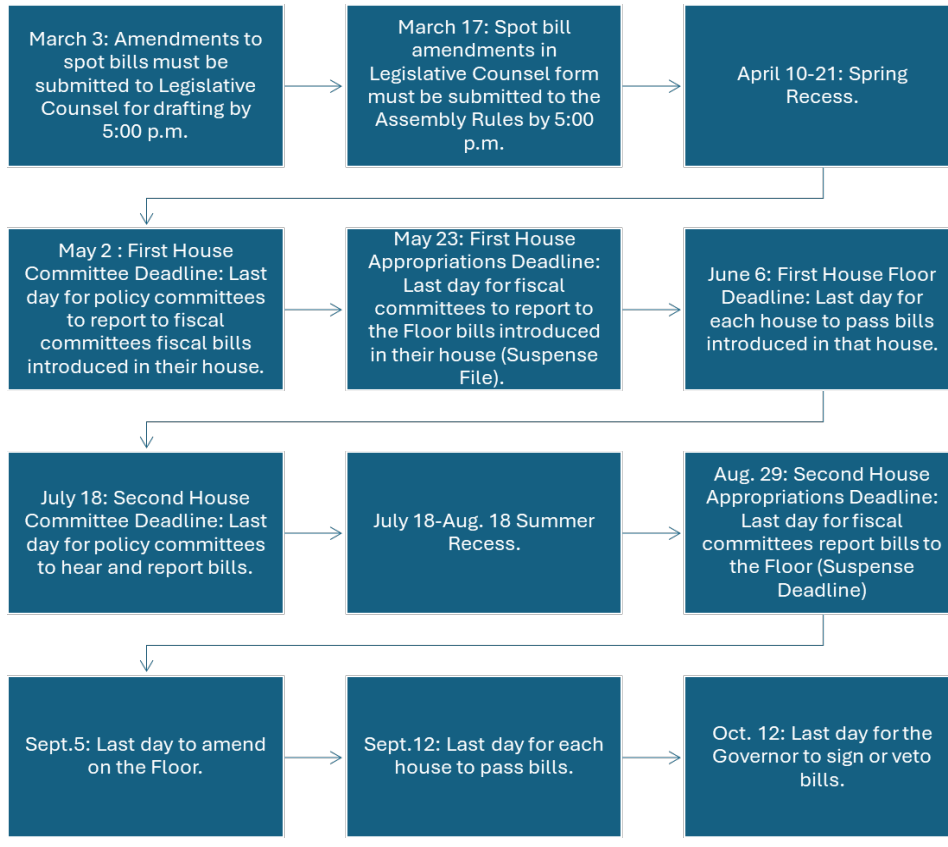 March 3: Amendments to
spot bills must be
submitted to Legislative
Counsel for drafting by
5:00 p.m.
March 17: Spot bill
amendments in
Legislative Counsel form
must be submitted to the
Assembly Rules by 5:00
p.m.
April 10-21: Spring
Recess.
May 2 : First House
Committee Deadline: Last
day for policy committees
to report to fiscal
committees fiscal bills
introduced in their house.
May 23: First House
Appropriations Deadline:
Last day for fiscal
committees to report to
the Floor bills introduced
in their house (Suspense
File).
June 6: First House Floor
Deadline: Last day for
each house to pass bills
introduced in that house.
July 18: Second House
Committee Deadline: Last
day for policy committees
to hear and report bills.
July 18-Aug. 18 Summer
Recess.
Aug. 29: Second House
Appropriations Deadline:
Last day for fiscal
committees report bills to
the Floor (Suspense
Deadline)
Sept.5: Last day to amend
on the Floor.
Sept.12: Last day for each
house to pass bills.
Oct. 12: Last day for the
Governor to sign or veto
bills.